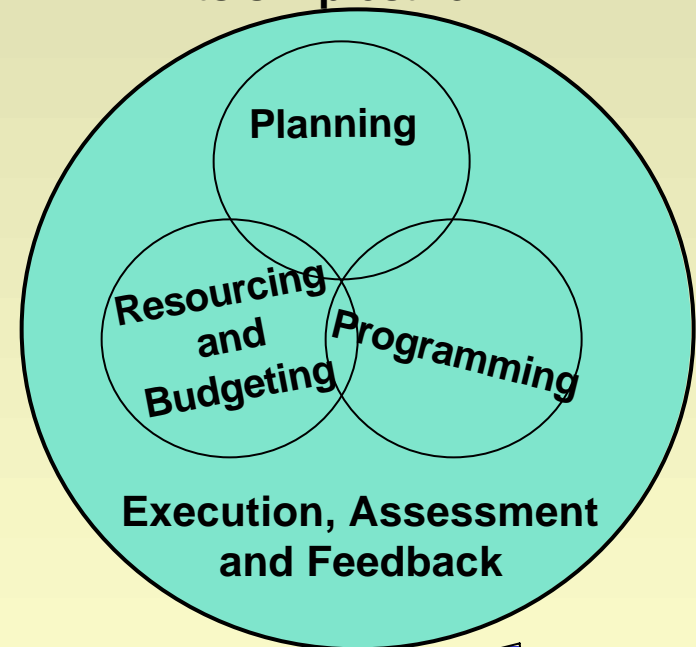 Planning
Resourcing
and
Budgeting
Programming
Execution, Assessment
and Feedback